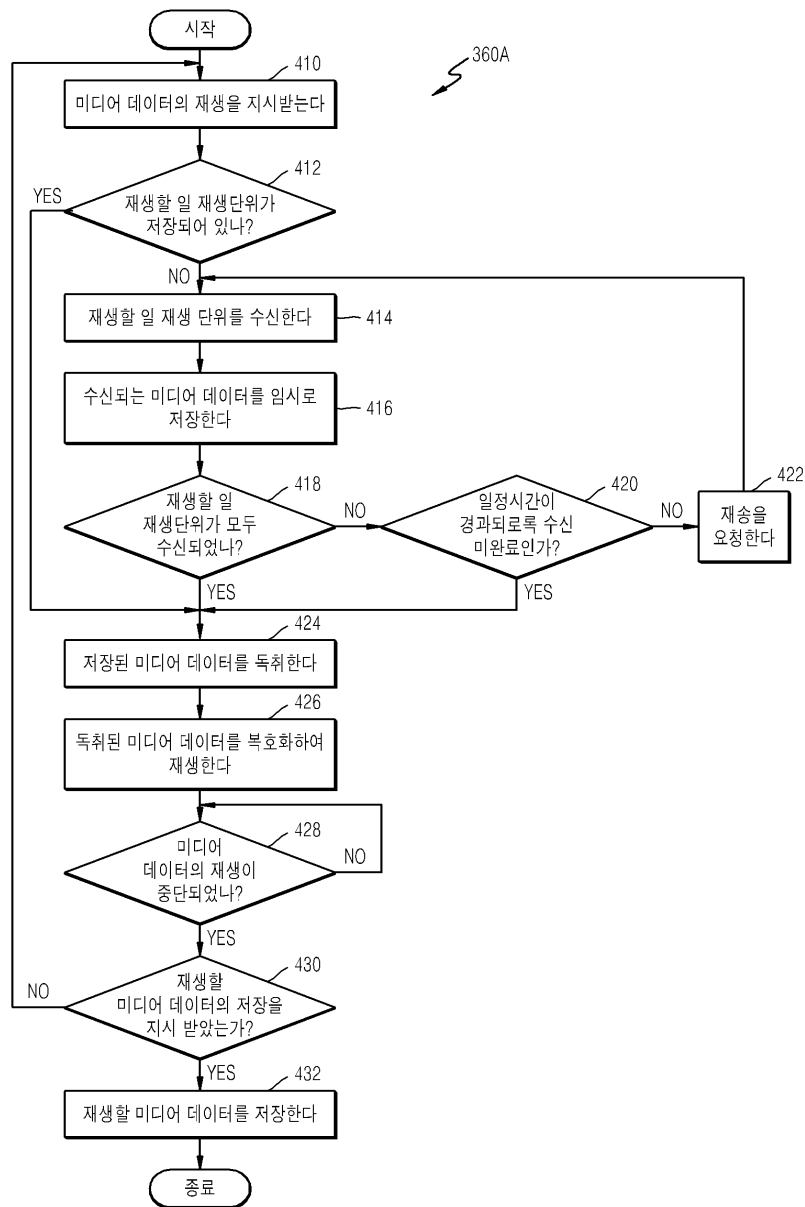 시작
410
360A
미디어 데이터의 재생을 지시받는다
412
YES
재생할 일 재생단위가
저장되어 있나?
NO
재생할 일 재생 단위를 수신한다
414
수신되는 미디어 데이터를 임시로
저장한다
416
418
재생할 일
재생단위가 모두
수신되었나?
NO
YES
420
일정시간이
경과되로록 수신
미완료인가?
NO
YES
422
재송을
요청한다
424
저장된 미디어 데이터를 독취한다
426
독취된 미디어 데이터를 복호화하여
재생한다
428
미디어
데이터의 재생이
중단되었나?
NO
YES
430
재생할
미디어 데이터의 저장을
지시 받았는가?
NO
YES
432
재생할 미디어 데이터를 저장한다
종료